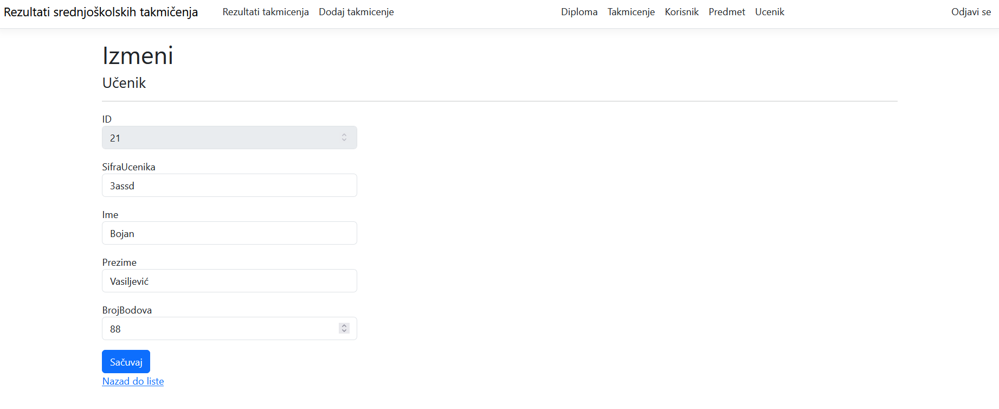 Rezultati srednjoškolskih takmičenja Rezultati takmicenja Dodaj takmicenje Diploma Takmicenje Korisnik Predmet Ucenik Odjavi se
Izmeni
Učenik
ID
21
SifraUcenika
3assd
Ime
Bojan
Prezime
Vasiljević
BrojBodova
88
Sačuvaj
Nazad do liste